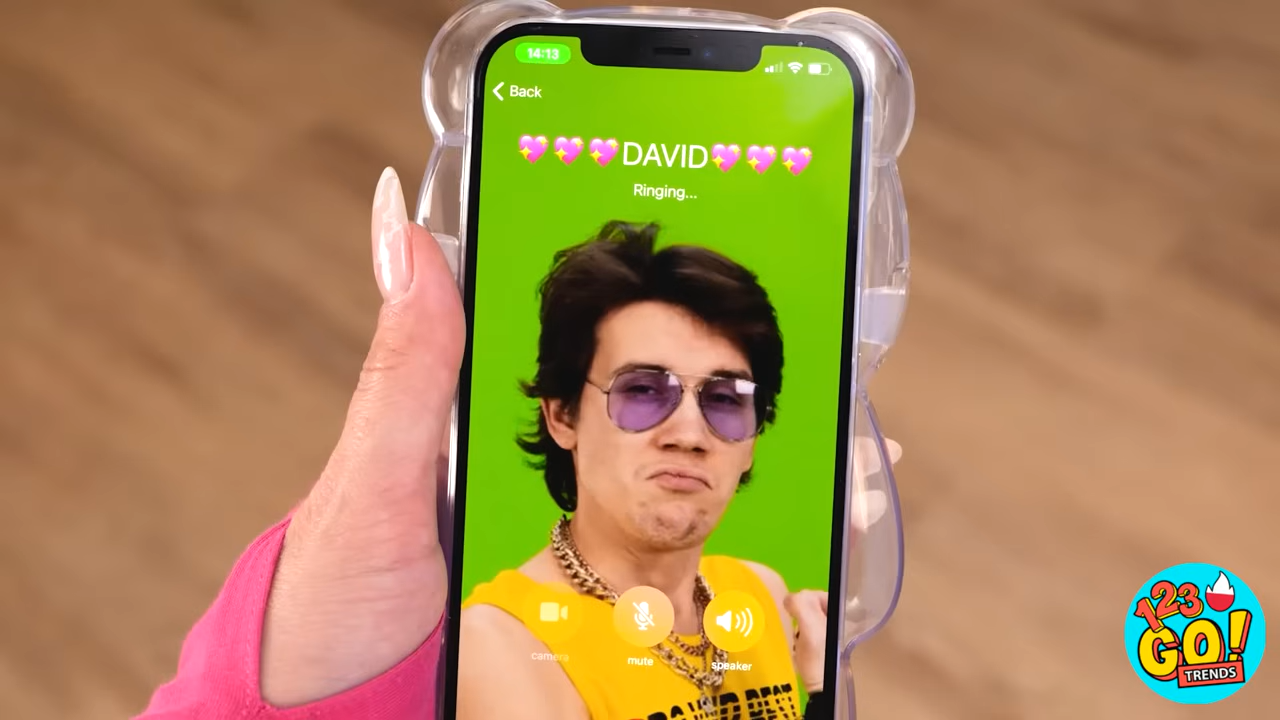 14:13
Back
💖💖💖DAVID💖💖💖
Ringing...
camera
mute
speaker
123
GO!
TRENDS